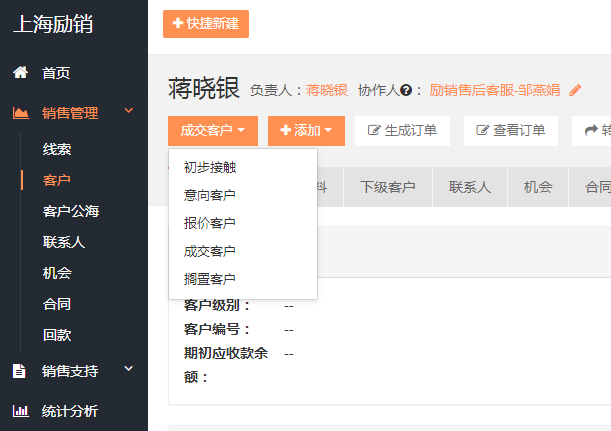 上海励销
快捷新建
首页
销售管理
线索
客户
客户公海
联系人
机会
合同
回款
销售支持
统计分析
蒋晓银 负责人：蒋晓银 协作人：励销售后客服-邹燕娟
成交客户 添加 生成订单 查看订单 转
初步接触
意向客户
报价客户
成交客户
搁置客户
料 下级客户 联系人 机会 合同
客户级别： --
客户编号： --
期初应收款余 --
额：